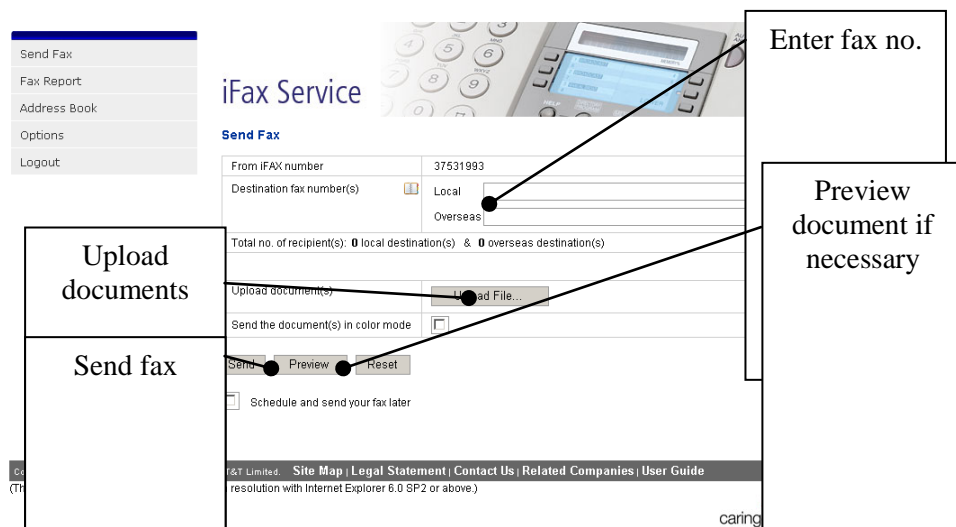 Send Fax
Fax Report
Address Book
Options
Logout
iFax Service
Enter fax no.
Send Fax
From iFAX number 37531993
Destination fax number(s) Local
Overseas
Total no. of recipient(s): 0 local destination(s) & 0 overseas destination(s)
Preview
document if
necessary
Upload
documents
Upload document(s) Upload File...
Send the document(s) in color mode
Send fax
Send Preview Reset
Schedule and send your fax later
T&T Limited. Site Map | Legal Statement | Contact Us | Related Companies | User Guide
resolution with Internet Explorer 6.0 SP2 or above.)
caring